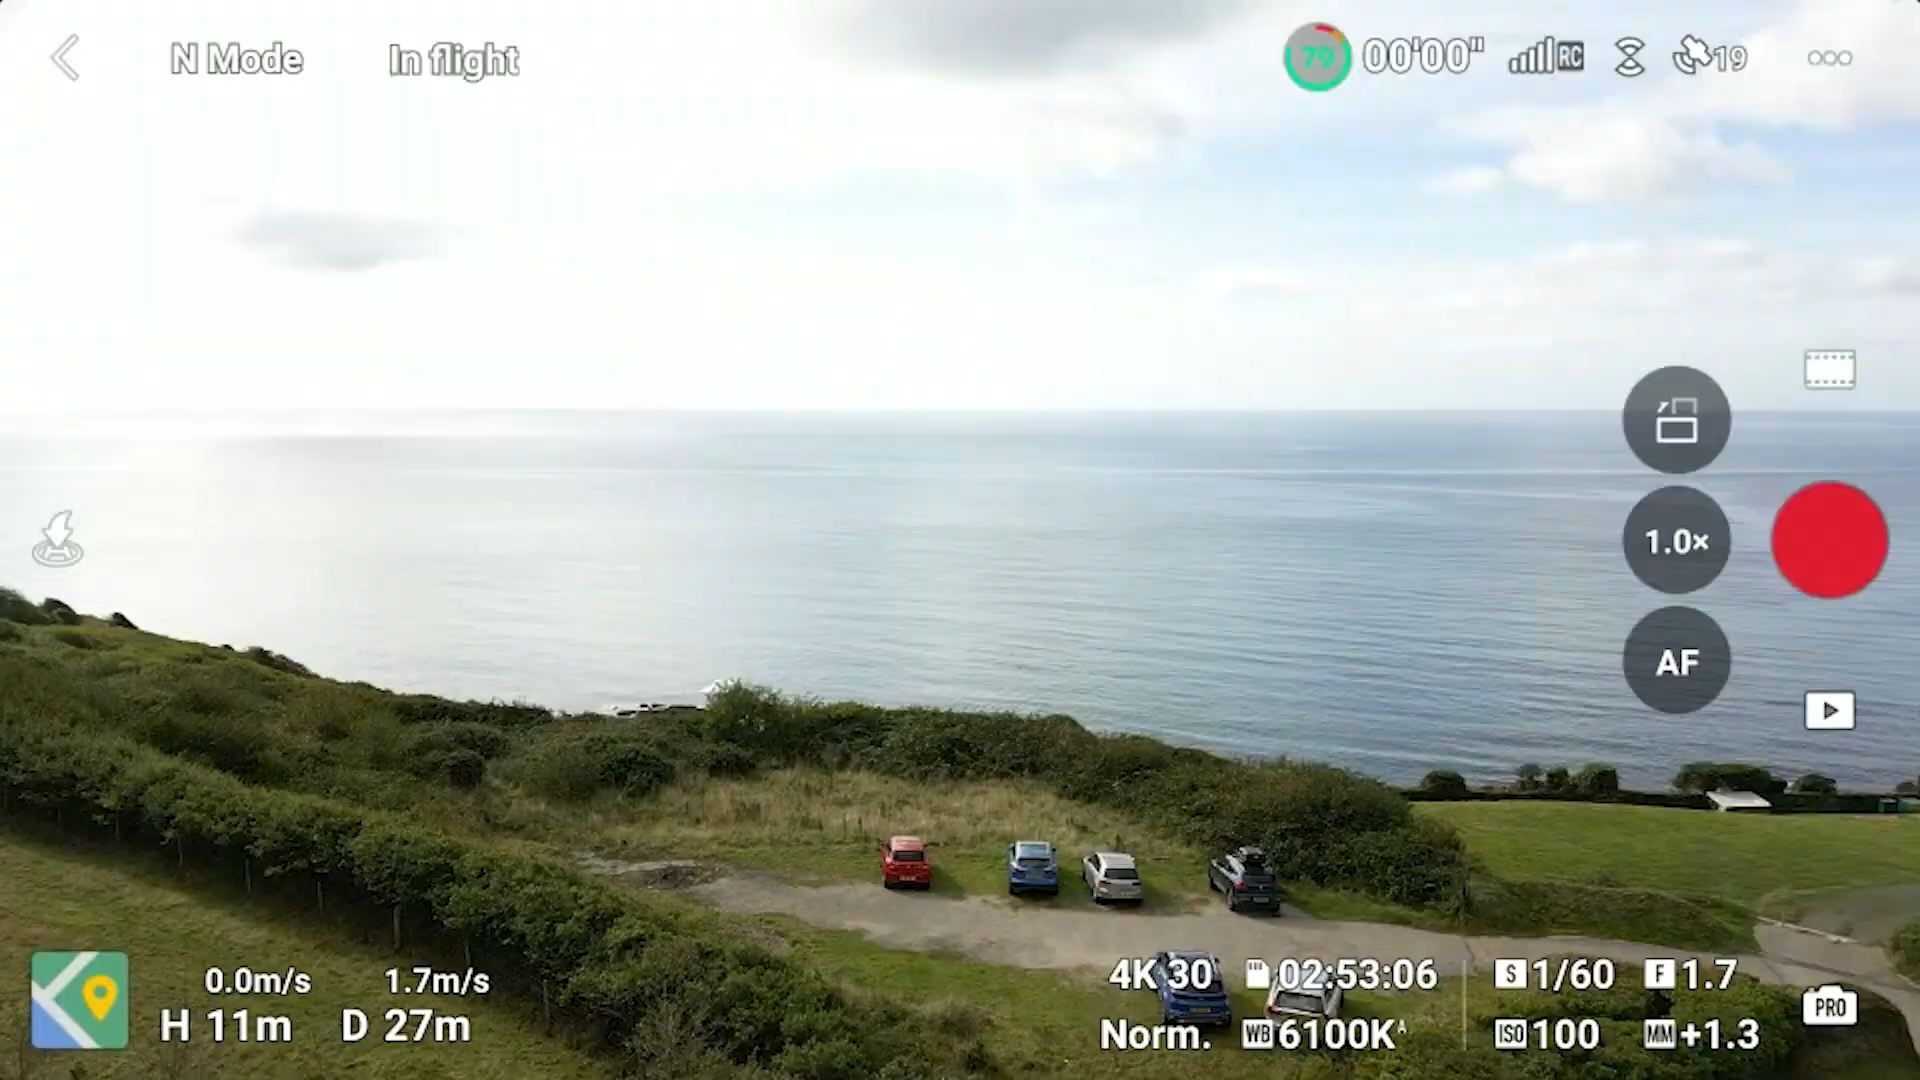 N Mode
In flight
79
00'00"
RC
19
1.0×
AF
0.0m/s
1.7m/s
H 11m
D 27m
4K 30
02:53:06
S 1/60
F 1.7
Norm.
WB 6100K A
ISO 100
MM +1.3
PRO